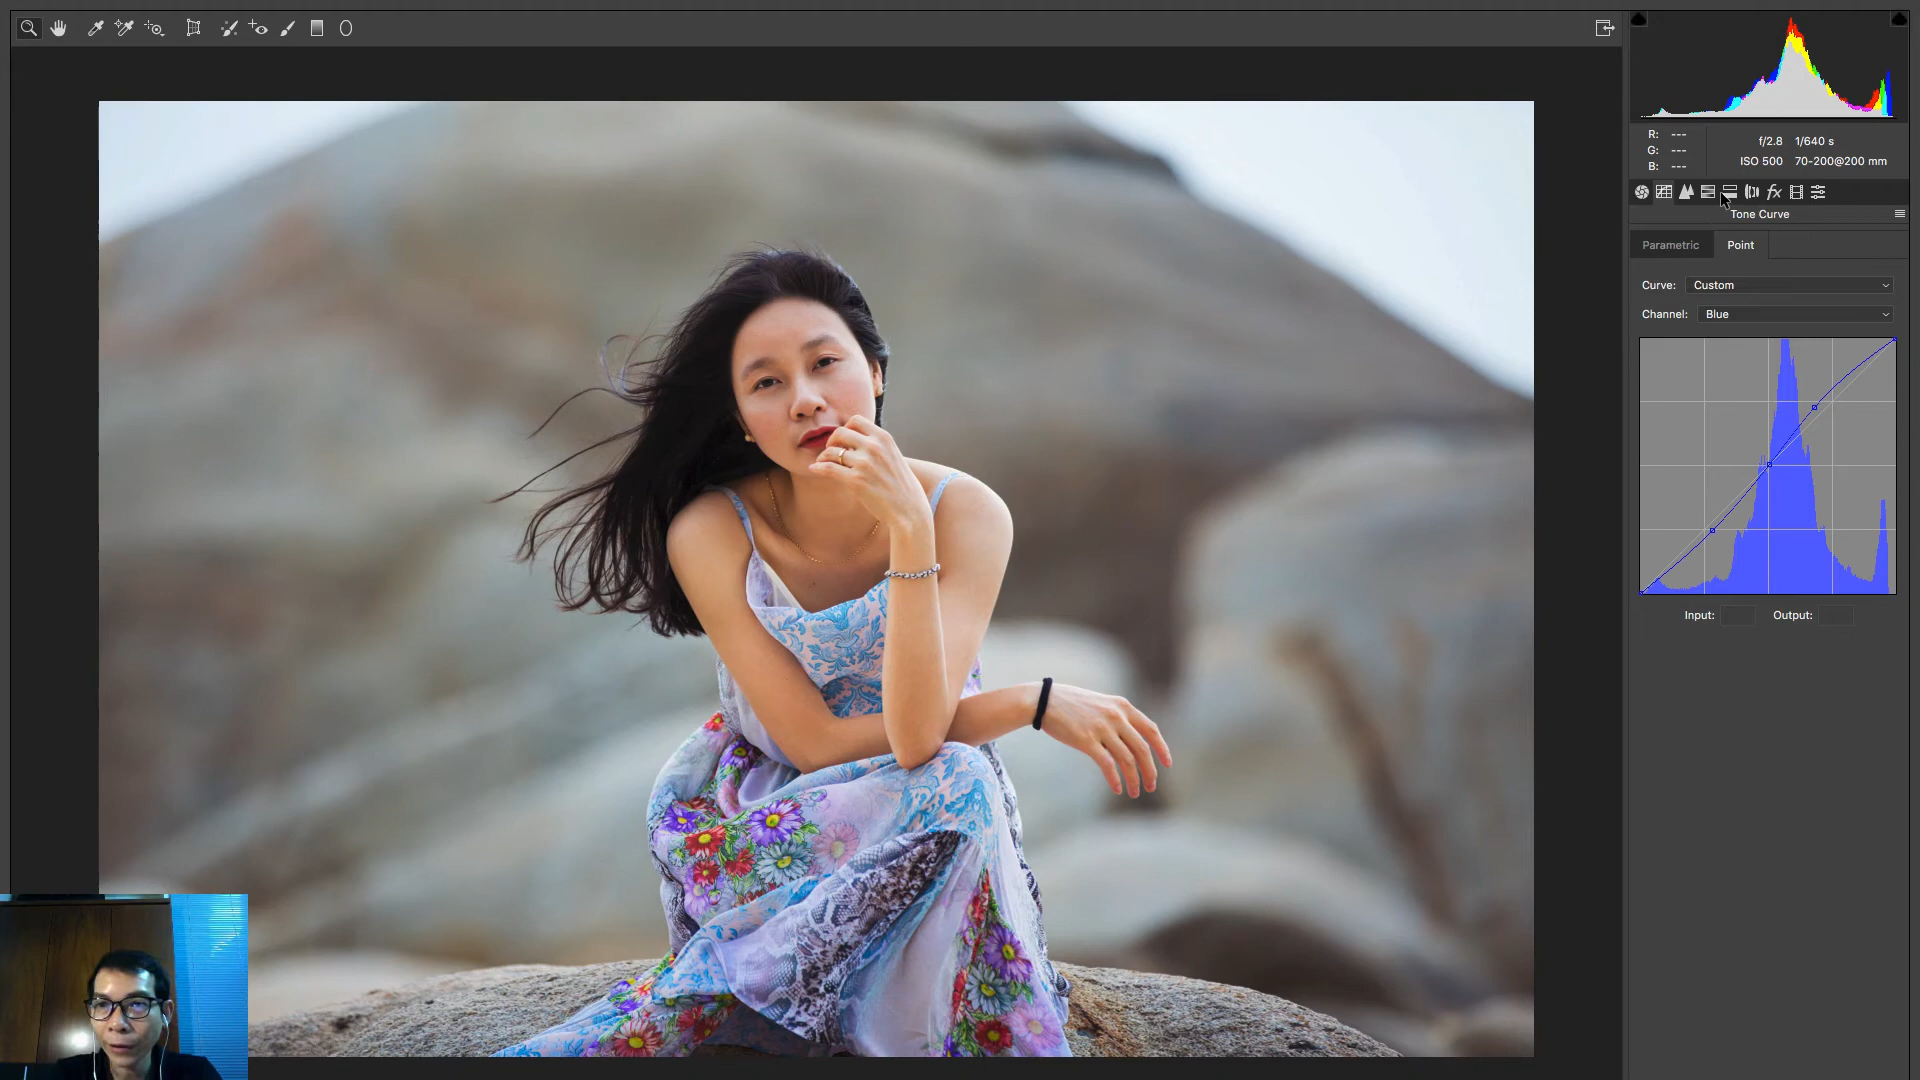 R: ---
G: ---
B: ---
f/2.8 1/640 s
ISO 500 70-200@200 mm
fx
Tone Curve
Parametric Point
Curve: Custom
Channel: Blue
Input: Output: